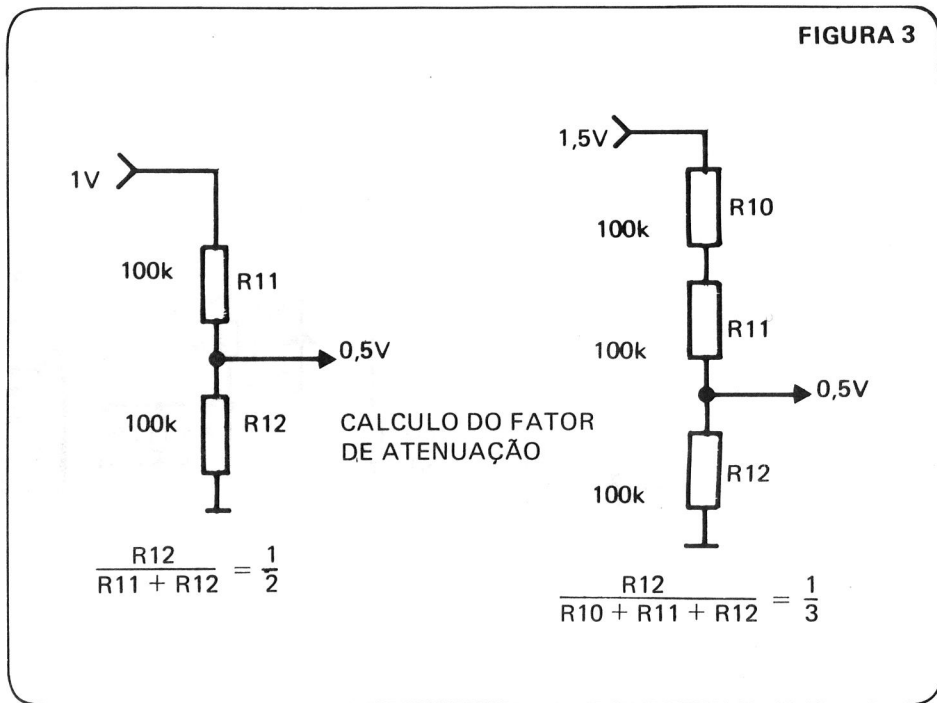 FIGURA 3
1V
100k
R11
0,5V
100k
R12
R12
R11 + R12
= 1
2
CALCULO DO FATOR
DE ATENUAÇÃO
1,5V
R10
100k
R11
100k
0,5V
R12
100k
R12
R10 + R11 + R12
= 1
3